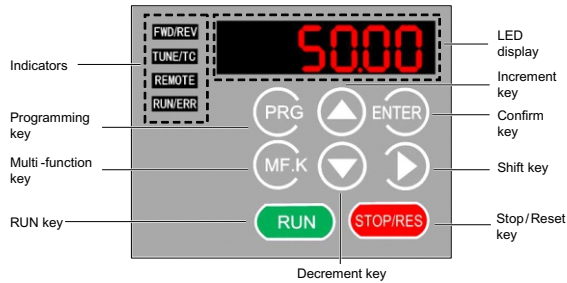 FWD/REV
TUNE/TC
REMOTE
RUN/ERR
50.00
PRG
ENTER
MF.K
RUN
STOP/RES
Indicators
Programming
key
Multi-function
key
RUN key
LED
display
Increment
key
Confirm
key
Shift key
Stop/Reset
key
Decrement key